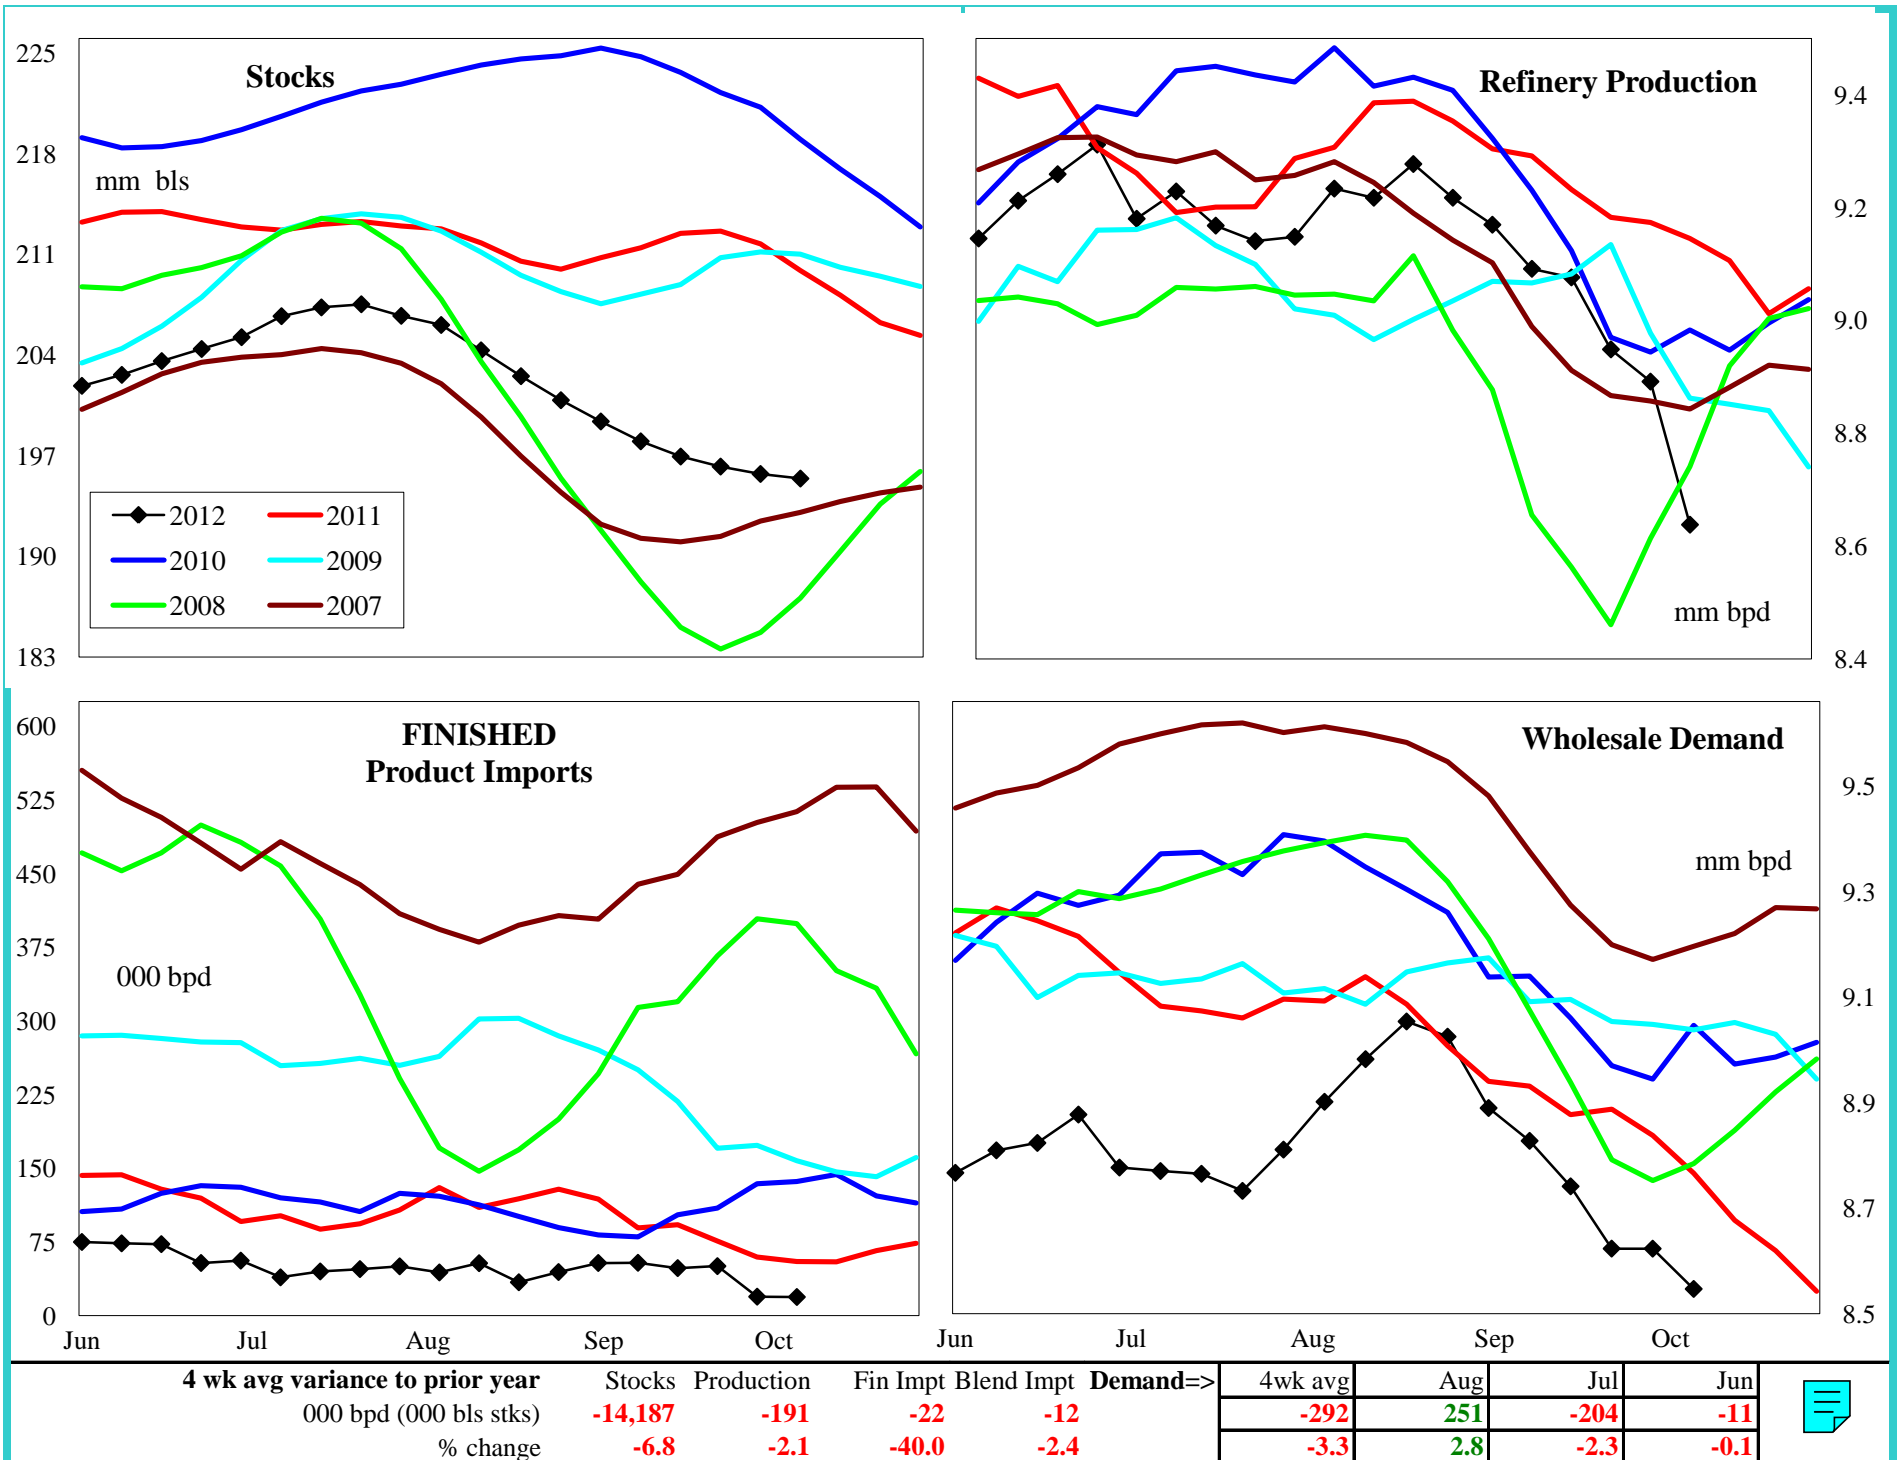 Stocks
mm bls
225
218
211
204
197
190
183
2012 2011
2010 2009
2008 2007
Refinery Production
9.4
9.2
9.0
8.8
8.6
8.4
mm bpd
FINISHED
Product Imports
000 bpd
600
525
450
375
300
225
150
75
0
Jun Jul Aug Sep Oct
Wholesale Demand
mm bpd
9.5
9.3
9.1
8.9
8.7
8.5
Jun Jul Aug Sep Oct
4 wk avg variance to prior year Stocks Production Fin Impt Blend Impt Demand=> 4wk avg Aug Jul Jun
000 bpd (000 bls stks) -14,187 -191 -22 -12 -292 251 -204 -11
% change -6.8 -2.1 -40.0 -2.4 -3.3 2.8 -2.3 -0.1